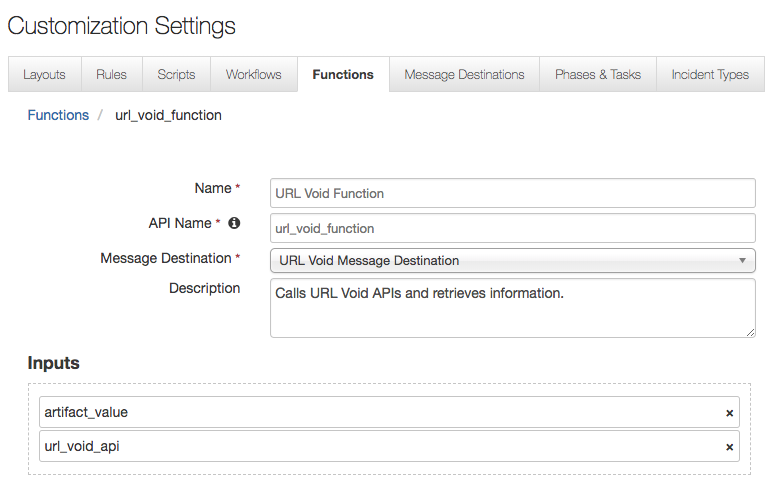 Customization Settings
Layouts Rules Scripts Workflows Functions Message Destinations Phases & Tasks Incident Types
Functions / url_void_function
Name * URL Void Function
API Name * url_void_function
Message Destination * URL Void Message Destination
Description Calls URL Void APIs and retrieves information.
Inputs
artifact_value ×
url_void_api ×